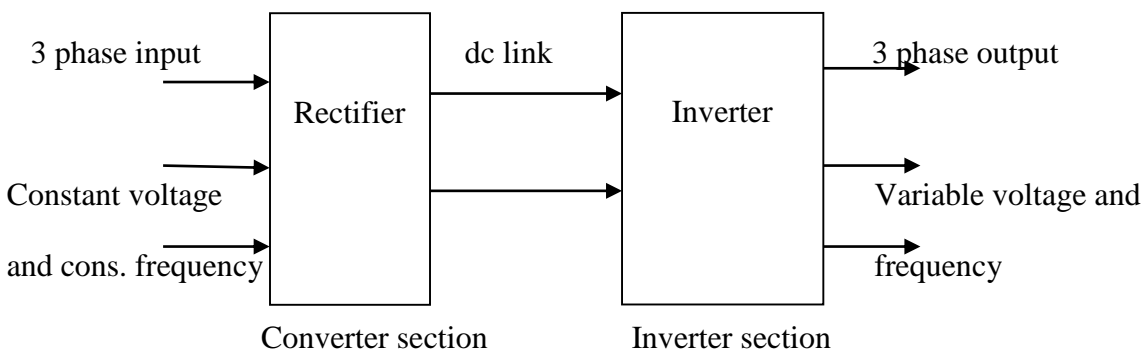 3 phase input
dc link
3 phase output
Rectifier
Inverter
Constant voltage
and cons. frequency
Variable voltage and
frequency
Converter section
Inverter section